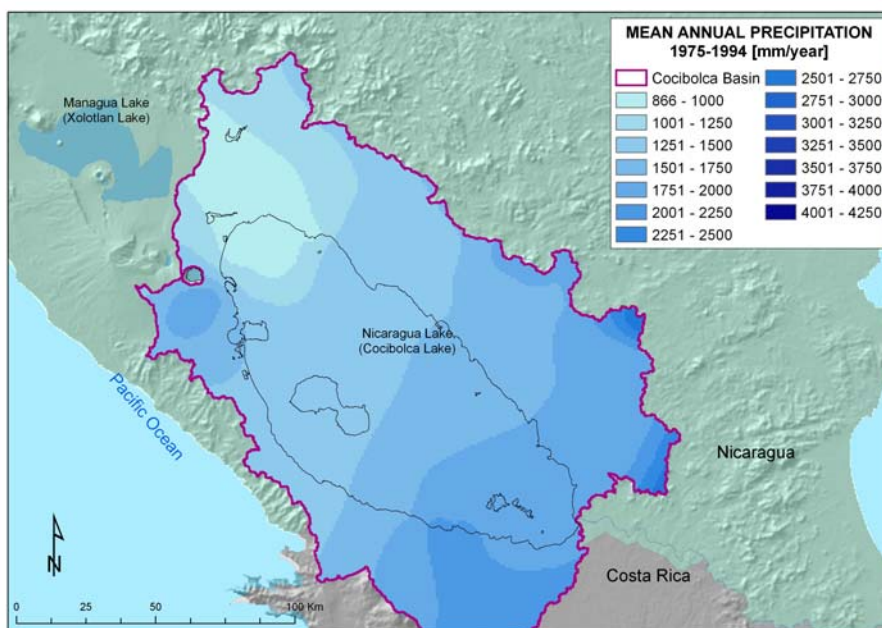 MEAN ANNUAL PRECIPITATION
1975-1994 [mm/year]
Cocibolca Basin
866 - 1000
1001 - 1250
1251 - 1500
1501 - 1750
1751 - 2000
2001 - 2250
2251 - 2500
2501 - 2750
2751 - 3000
3001 - 3250
3251 - 3500
3501 - 3750
3751 - 4000
4001 - 4250
Managua Lake
(Xolotlan Lake)
Nicaragua Lake
(Cocibolca Lake)
Pacific Ocean
Nicaragua
Costa Rica
N
0 25 50 100 Km